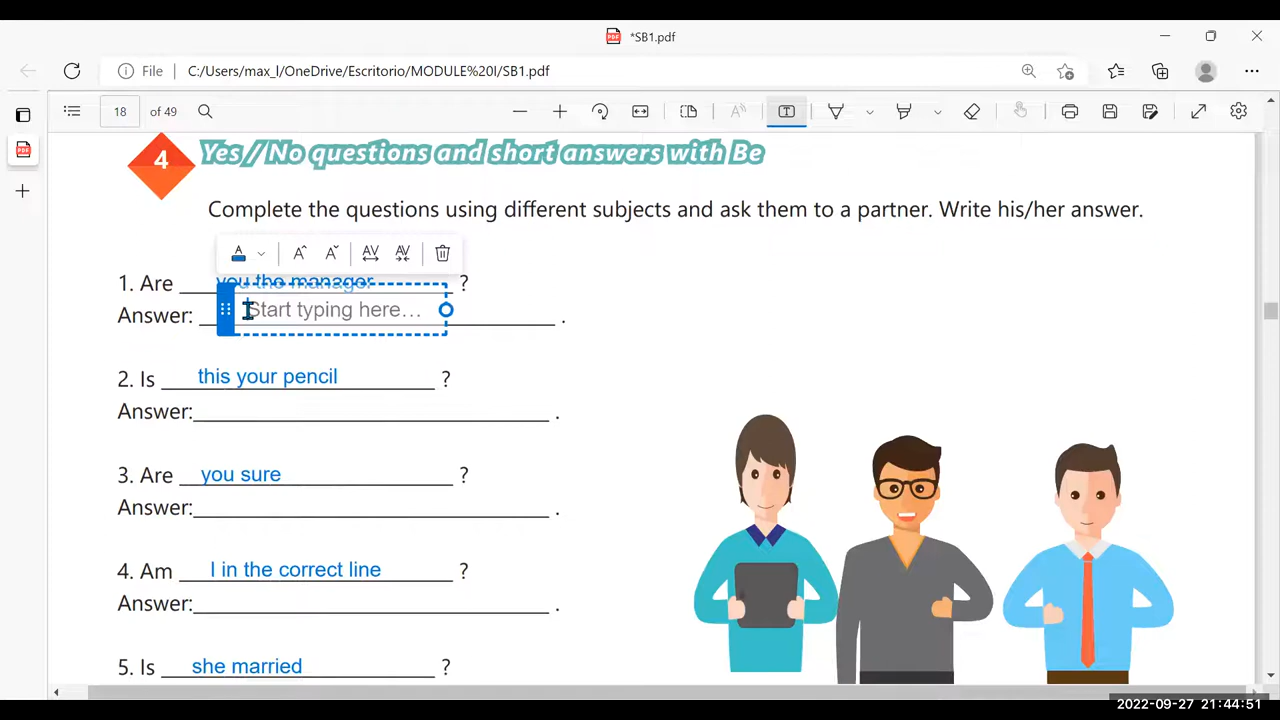 *SB1.pdf
File C:/Users/max_l/OneDrive/Escritorio/MODULE%20I/SB1.pdf
18 of 49
4 Yes / No questions and short answers with Be
Complete the questions using different subjects and ask them to a partner. Write his/her answer.
1. Are you the manager ?
Answer: Start typing here... .
2. Is this your pencil ?
Answer: .
3. Are you sure ?
Answer: .
4. Am I in the correct line ?
Answer: .
5. Is she married ?
2022-09-27 21:44:51